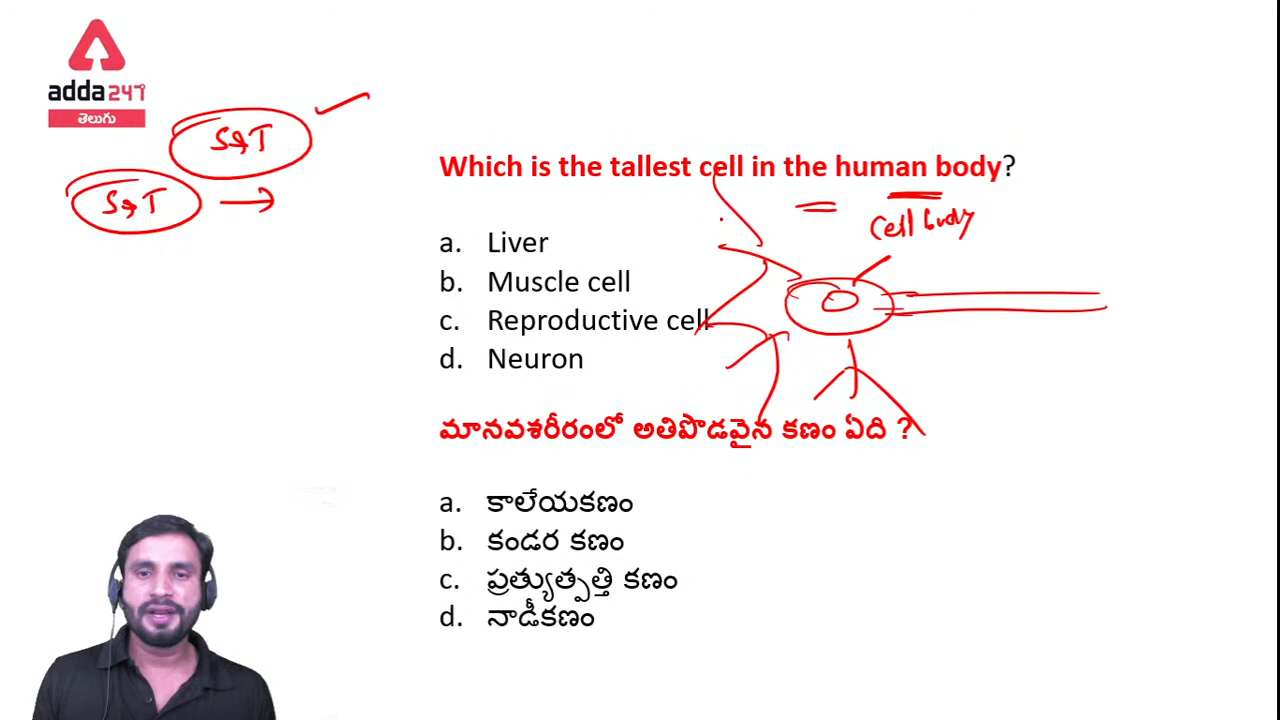 adda247
తెలుగు
S&T
S&T
Which is the tallest cell in the human body?
cell body
a. Liver
b. Muscle cell
c. Reproductive cell
d. Neuron
మానవశరీరంలో అతిపొడవైన కణం ఏది ?
a. కాలేయకణం
b. కండర కణం
c. ప్రత్యుత్పత్తి కణం
d. నాడీకణం